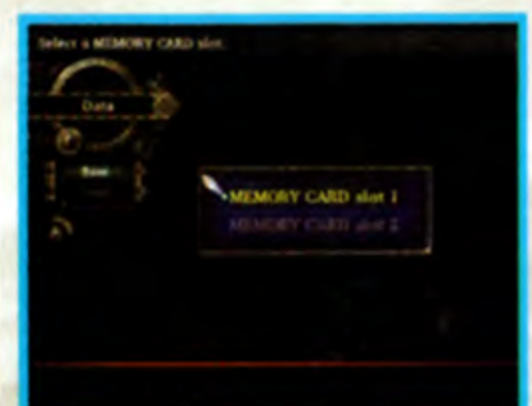 Select a MEMORY CARD slot.
Data
Save
MEMORY CARD slot 1
MEMORY CARD slot 2